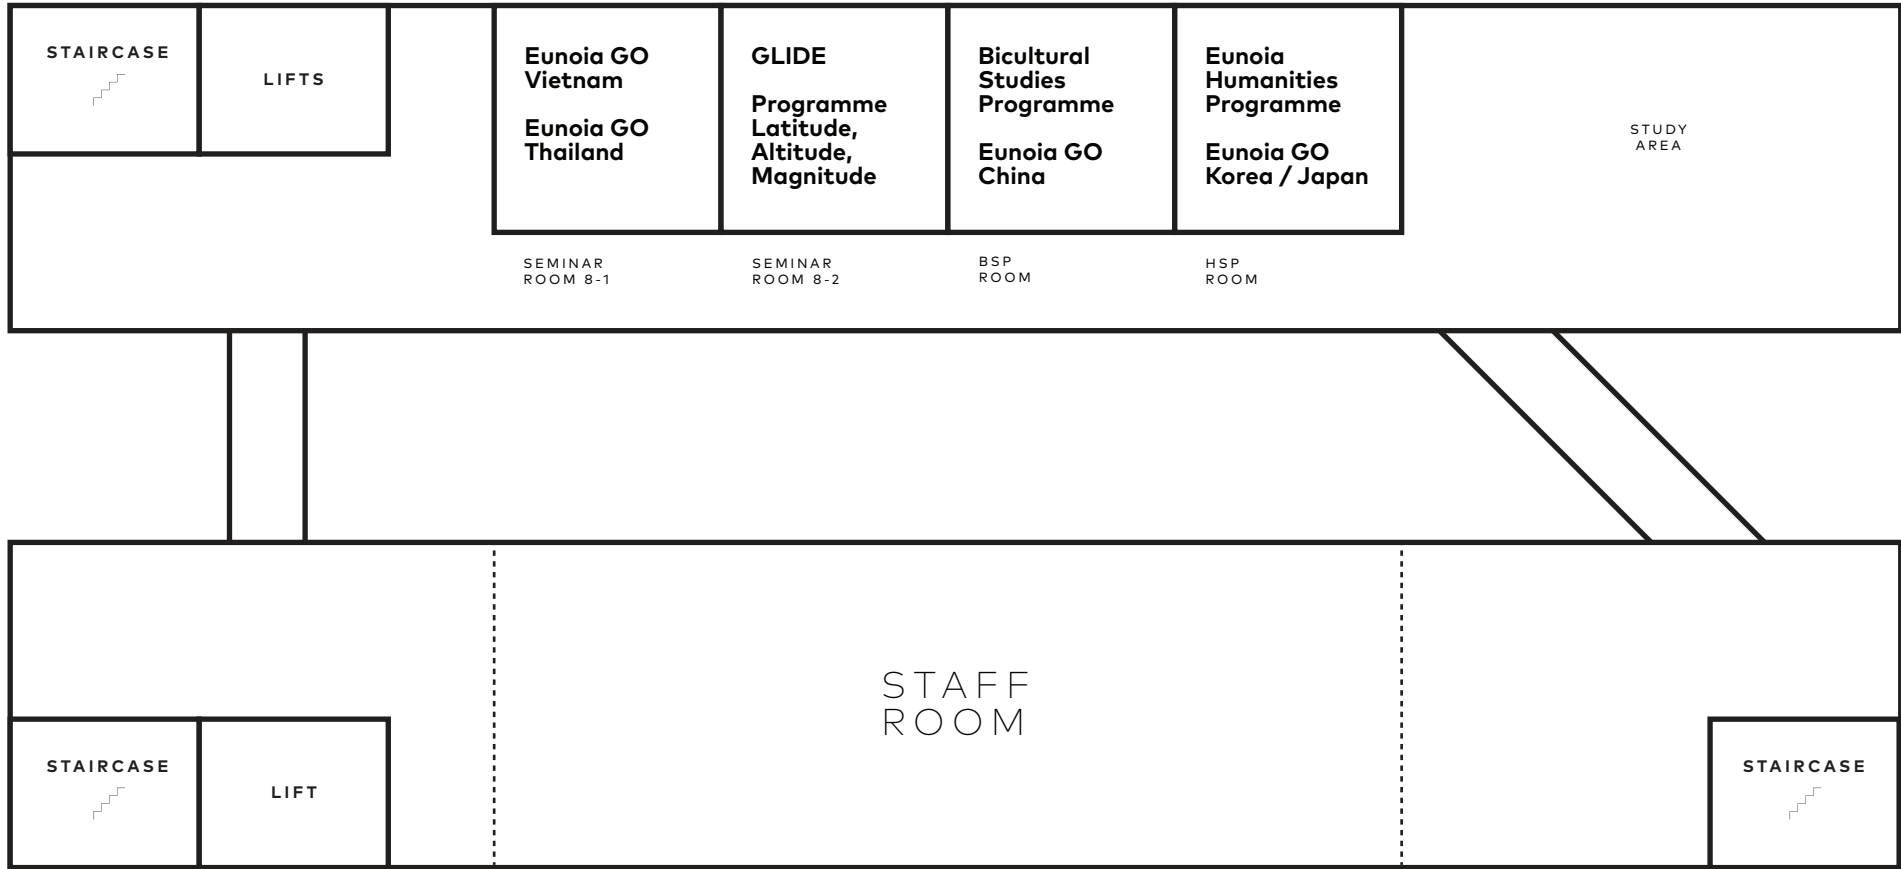 STAIRCASE
LIFTS
Eunoia GO
Vietnam
Eunoia GO
Thailand
GLIDE
Programme
Latitude,
Altitude,
Magnitude
Bicultural
Studies
Programme
Eunoia GO
China
Eunoia
Humanities
Programme
Eunoia GO
Korea / Japan
STUDY
AREA
SEMINAR
ROOM 8-1
SEMINAR
ROOM 8-2
BSP
ROOM
HSP
ROOM
STAFF
ROOM
STAIRCASE
LIFT
STAIRCASE